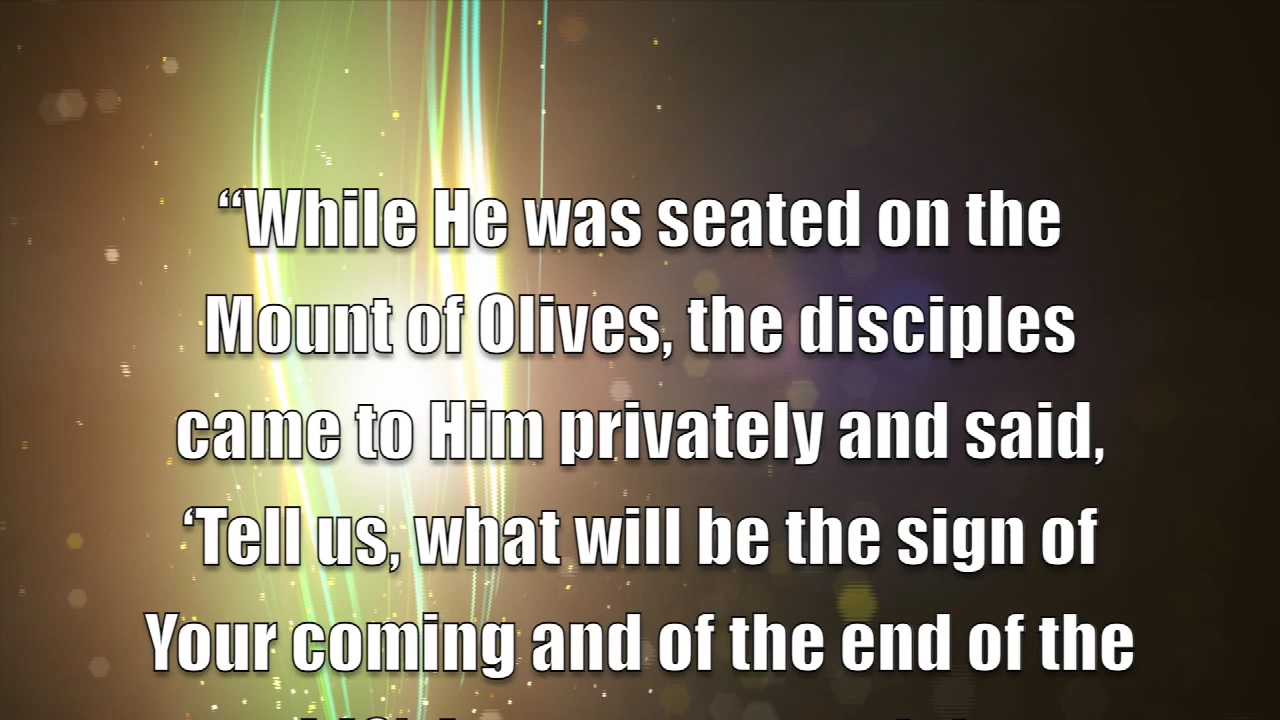 “While He was seated on the
Mount of Olives, the disciples
came to Him privately and said,
‘Tell us, what will be the sign of
Your coming and of the end of the